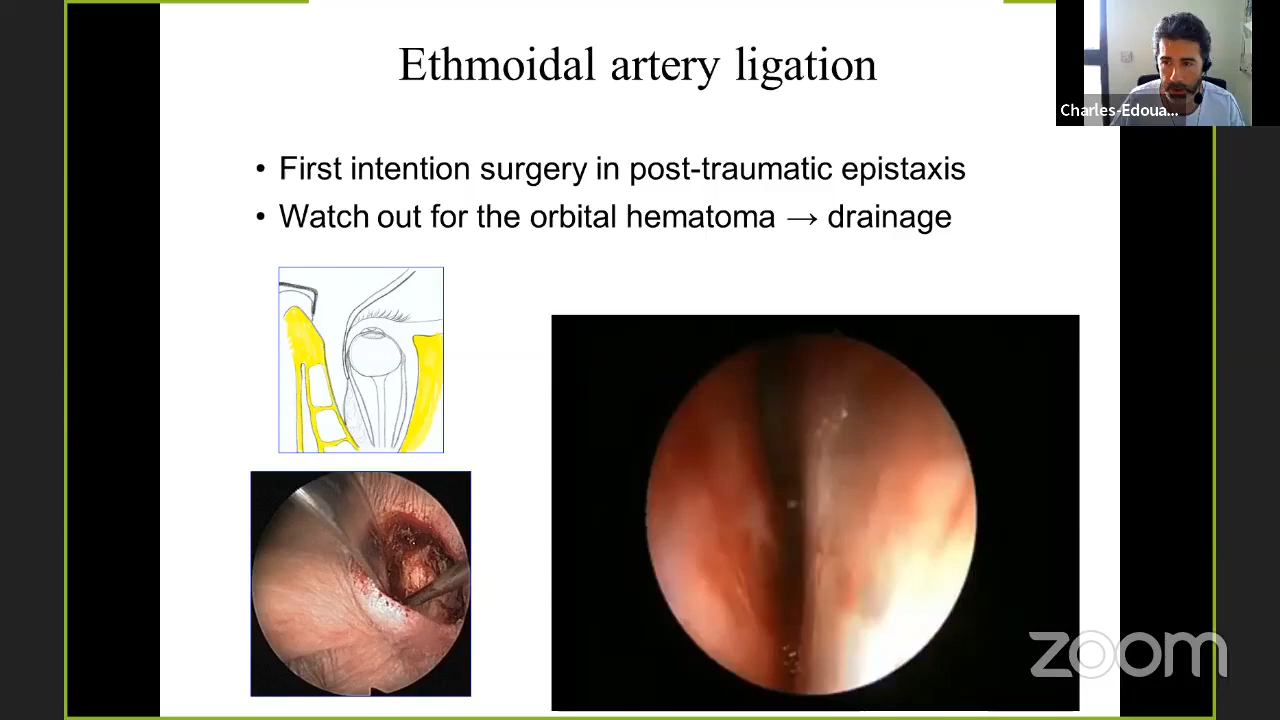 Ethmoidal artery ligation
Charles-Edoua...
• First intention surgery in post-traumatic epistaxis
• Watch out for the orbital hematoma → drainage
zoom